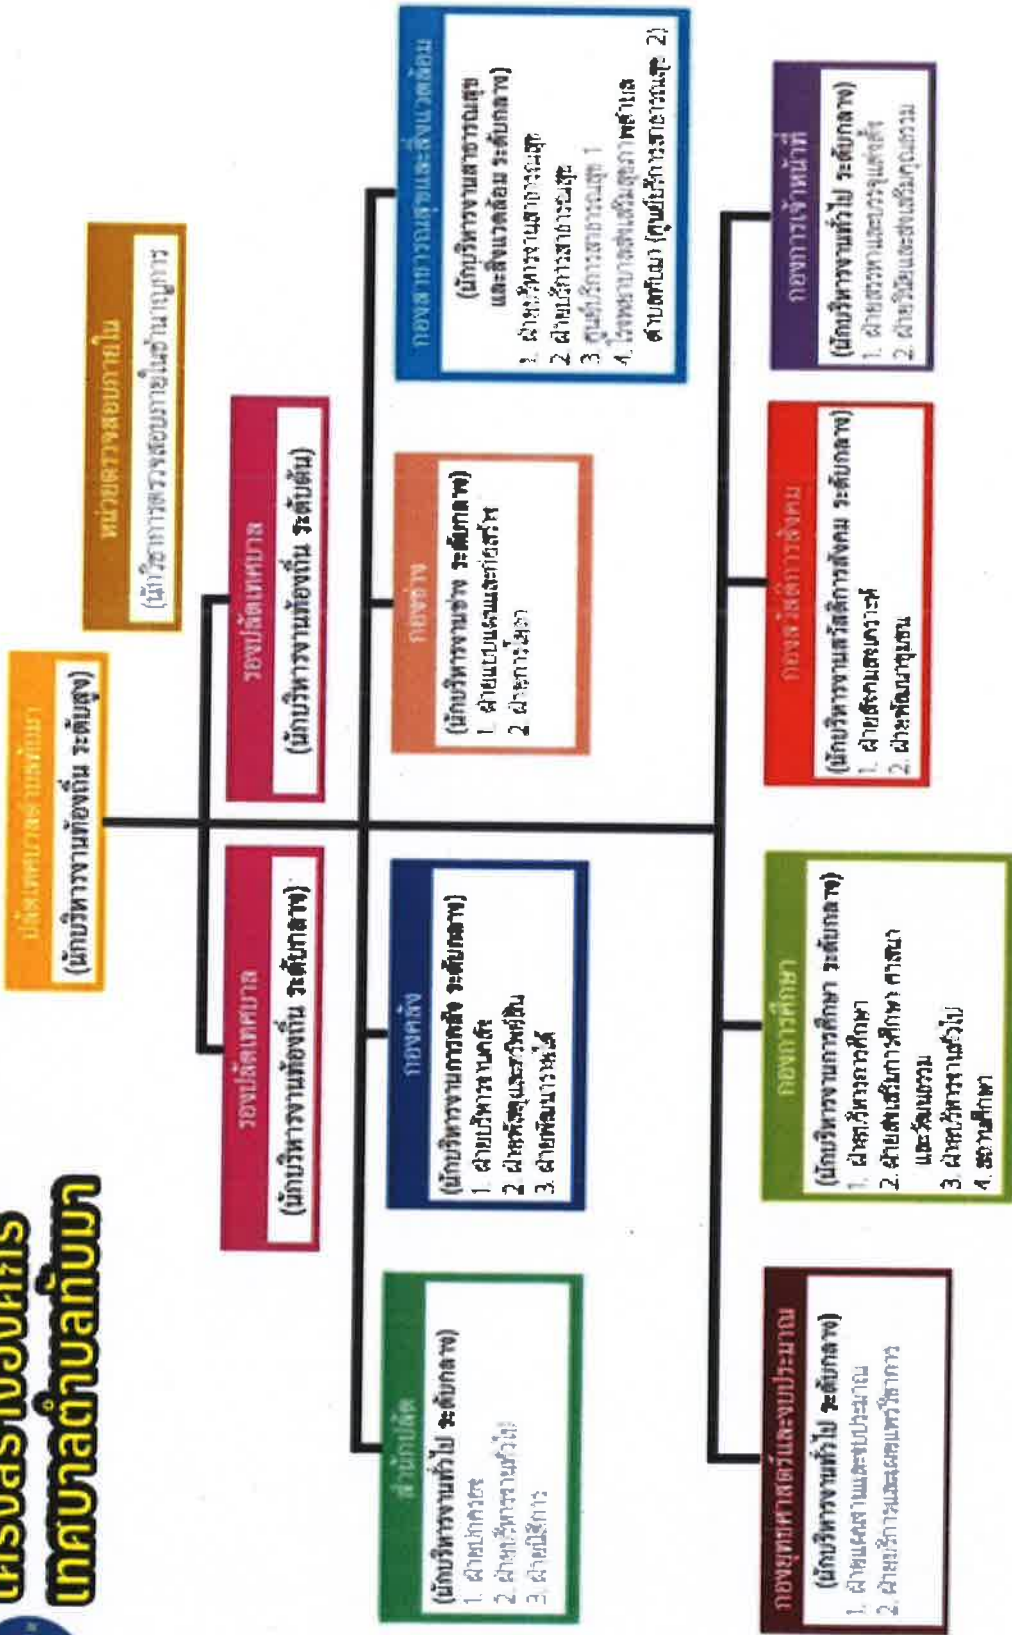 โครงสร้างองค์กร
เทศบาลตำบลทับมา
ปลัดเทศบาลตำบลทับมา
(นักบริหารงานท้องถิ่น ระดับสูง)
หน่วยตรวจสอบภายใน
(นักวิชาการตรวจสอบภายในชำนาญการ)
รองปลัดเทศบาล
(นักบริหารงานท้องถิ่น ระดับกลาง)
รองปลัดเทศบาล
(นักบริหารงานท้องถิ่น ระดับต้น)
สำนักปลัด
(นักบริหารงานทั่วไป ระดับกลาง)
1. ฝ่ายปกครอง
2. ฝ่ายบริหารงานทั่วไป
3. ฝ่ายนิติการ
กองคลัง
(นักบริหารงานการคลัง ระดับกลาง)
1. ฝ่ายบริหารงานคลัง
2. ฝ่ายพัสดุและทรัพย์สิน
3. ฝ่ายพัฒนารายได้
กองช่าง
(นักบริหารงานช่าง ระดับกลาง)
1. ฝ่ายแบบแผนและก่อสร้าง
2. ฝ่ายการโยธา
กองสาธารณสุขและสิ่งแวดล้อม
(นักบริหารงานสาธารณสุข
และสิ่งแวดล้อม ระดับกลาง)
1. ฝ่ายบริหารงานสาธารณสุข
2. ฝ่ายบริการสาธารณสุข
3. ศูนย์บริการสาธารณสุข 1
4. โรงพยาบาลส่งเสริมสุขภาพตำบล
ตำบลทับมา (ศูนย์บริการสาธารณสุข 2)
กองยุทธศาสตร์และงบประมาณ
(นักบริหารงานทั่วไป ระดับกลาง)
1. ฝ่ายแผนงานและงบประมาณ
2. ฝ่ายบริการและเผยแพร่วิชาการ
กองการศึกษา
(นักบริหารงานการศึกษา ระดับกลาง)
1. ฝ่ายบริหารการศึกษา
2. ฝ่ายส่งเสริมการศึกษา ศาสนา
และวัฒนธรรม
3. ฝ่ายบริหารงานทั่วไป
4. สถานศึกษา
กองสวัสดิการสังคม
(นักบริหารงานสวัสดิการสังคม ระดับกลาง)
1. ฝ่ายสังคมสงเคราะห์
2. ฝ่ายพัฒนาชุมชน
กองการเจ้าหน้าที่
(นักบริหารงานทั่วไป ระดับกลาง)
1. ฝ่ายสรรหาและบรรจุแต่งตั้ง
2. ฝ่ายวินัยและส่งเสริมคุณธรรม